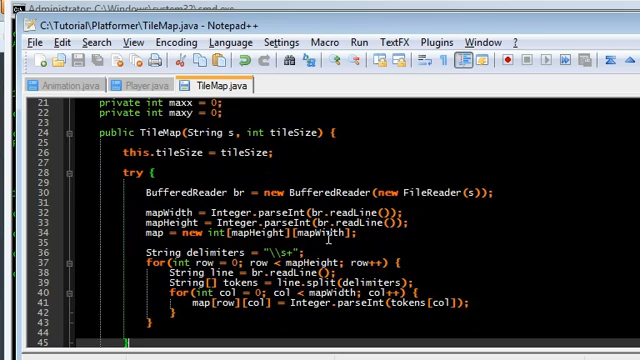 Administrator: C:\Windows\system32\cmd.exe
C:\Tutorial\Platformer\TileMap.java - Notepad++
File Edit Search View Encoding Language Settings Macro Run TextFX Plugins Window ?
Animation.java Player.java TileMap.java
21 private int maxx = 0;
22 private int maxy = 0;
23
24 public TileMap(String s, int tileSize) {
25
26 this.tileSize = tileSize;
27
28 try {
29
30 BufferedReader br = new BufferedReader(new FileReader(s));
31
32 mapWidth = Integer.parseInt(br.readLine());
33 mapHeight = Integer.parseInt(br.readLine());
34 map = new int[mapHeight][mapWidth];
35
36 String delimiters = "\\s+";
37 for(int row = 0; row < mapHeight; row++) {
38 String line = br.readLine();
39 String[] tokens = line.split(delimiters);
40 for(int col = 0; col < mapWidth; col++) {
41 map[row][col] = Integer.parseInt(tokens[col]);
42 }
43 }
44
45 }